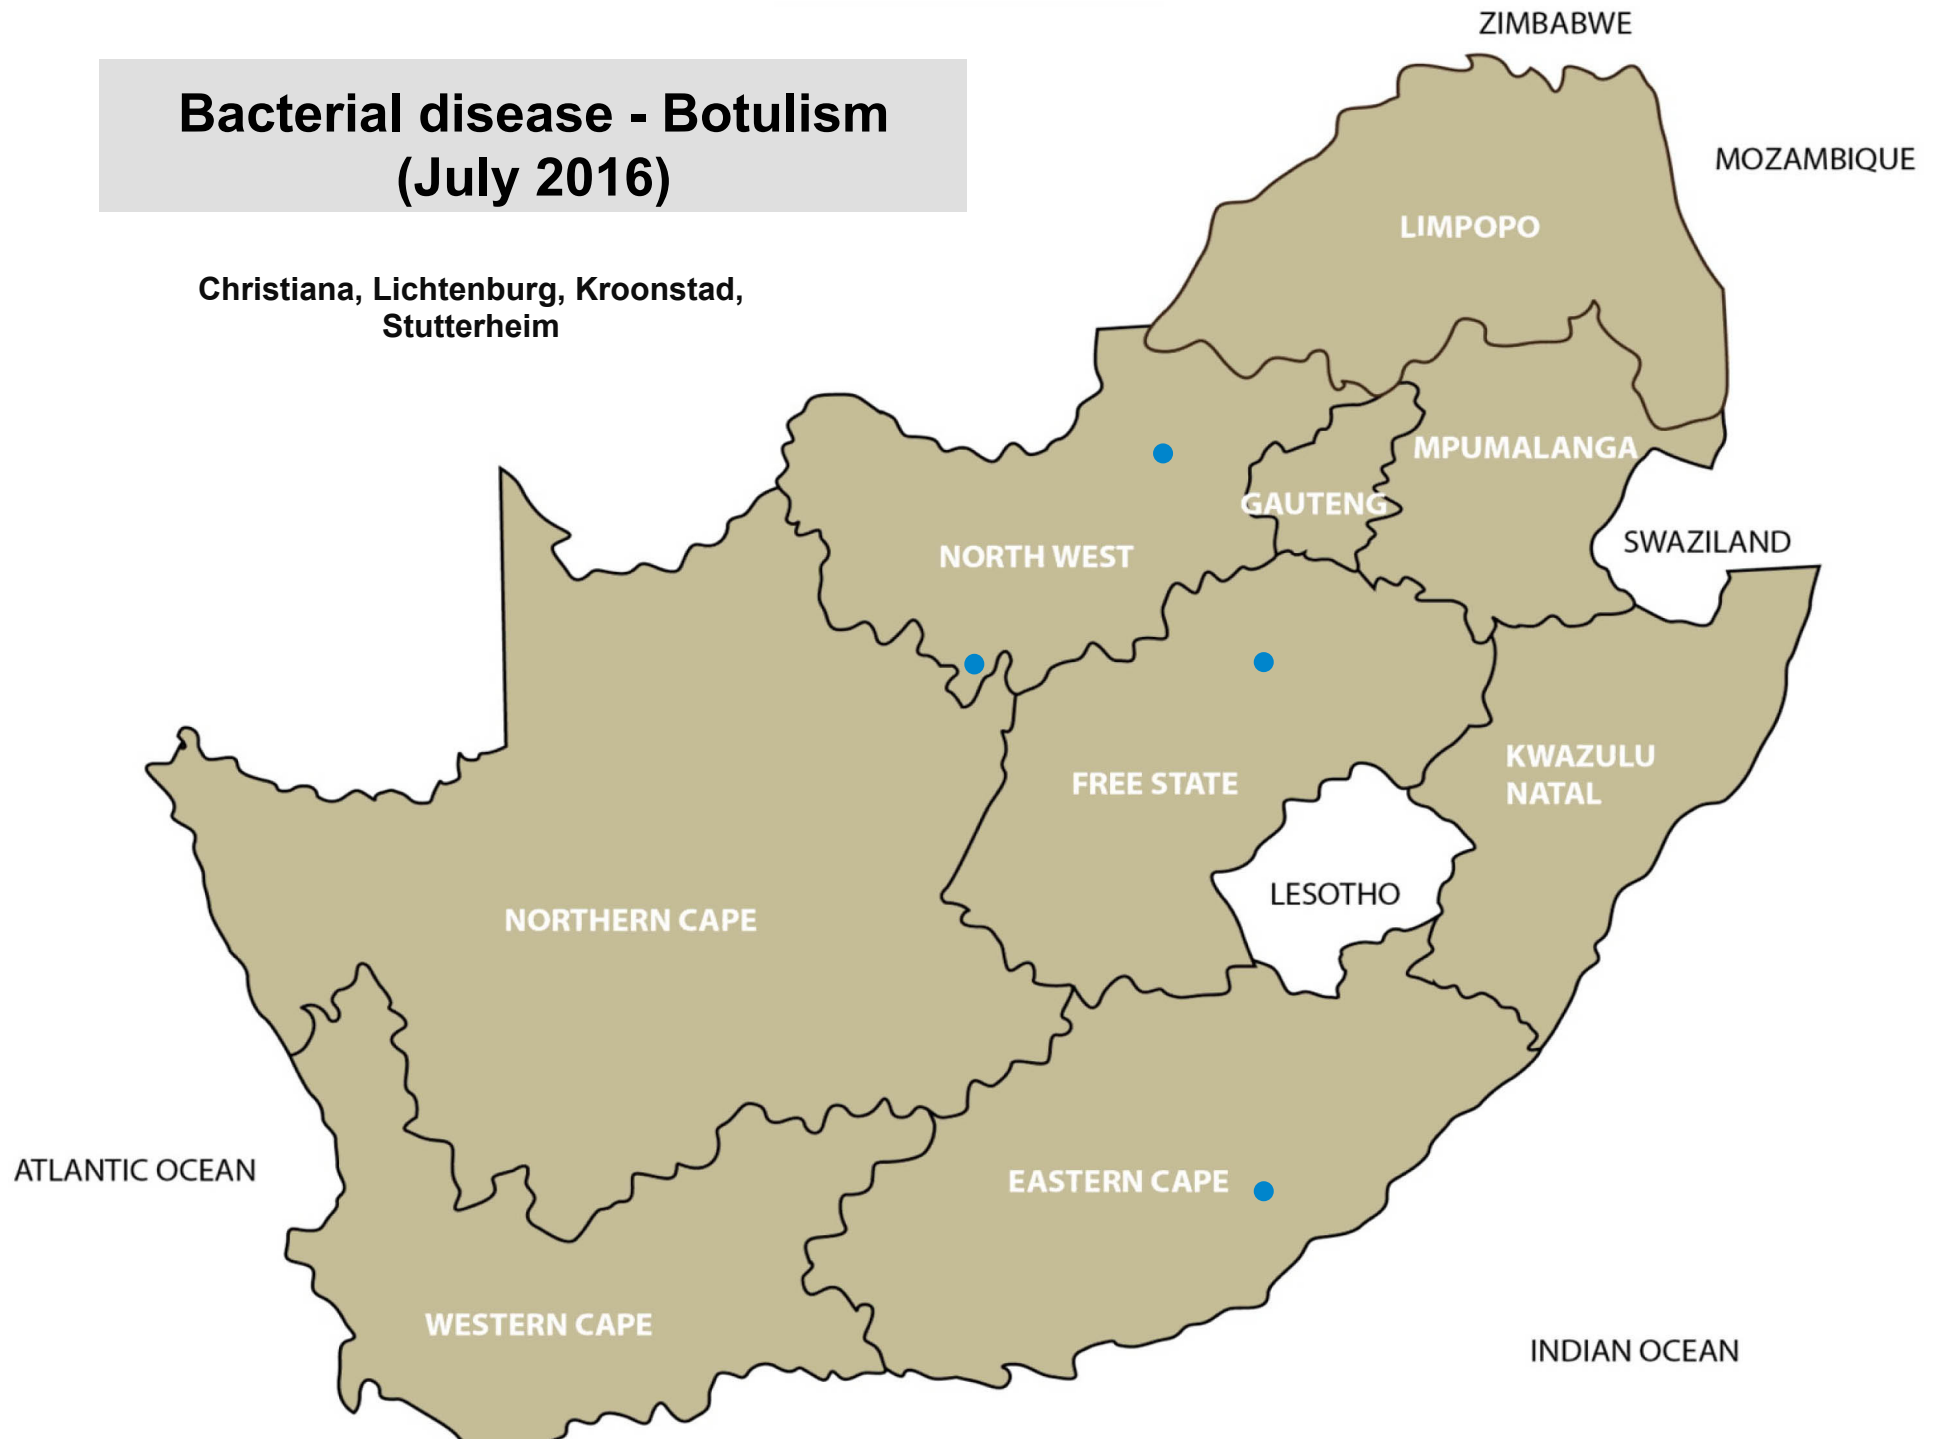 Bacterial disease - Botulism
(July 2016)
Christiana, Lichtenburg, Kroonstad,
Stutterheim
ZIMBABWE
MOZAMBIQUE
LIMPOPO
MPUMALANGA
GAUTENG
SWAZILAND
NORTH WEST
KWAZULU
NATAL
FREE STATE
LESOTHO
NORTHERN CAPE
ATLANTIC OCEAN
EASTERN CAPE
WESTERN CAPE
INDIAN OCEAN